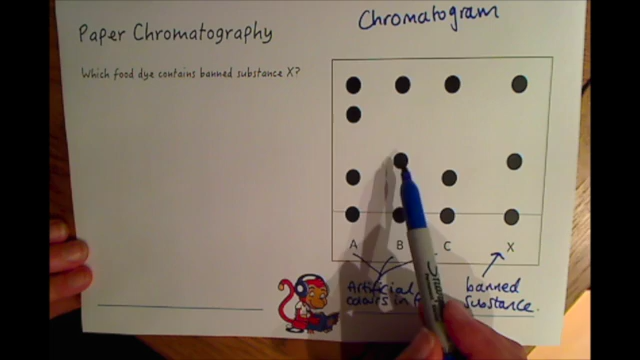 Chromatogram
Paper Chromatography
Which food dye contains banned substance X?
A B C X
Artificial
colours in
banned
substance.